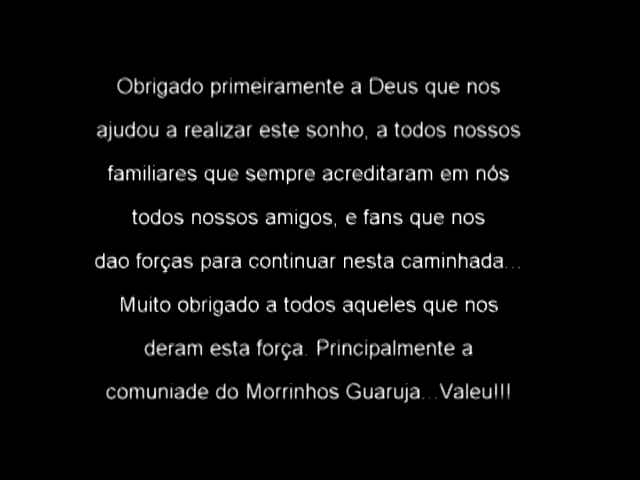 Obrigado primeiramente a Deus que nos
ajudou a realizar este sonho, a todos nossos
familiares que sempre acreditaram em nós
todos nossos amigos, e fans que nos
dao forças para continuar nesta caminhada...
Muito obrigado a todos aqueles que nos
deram esta força. Principalmente a
comuniade do Morrinhos Guaruja...Valeu!!!